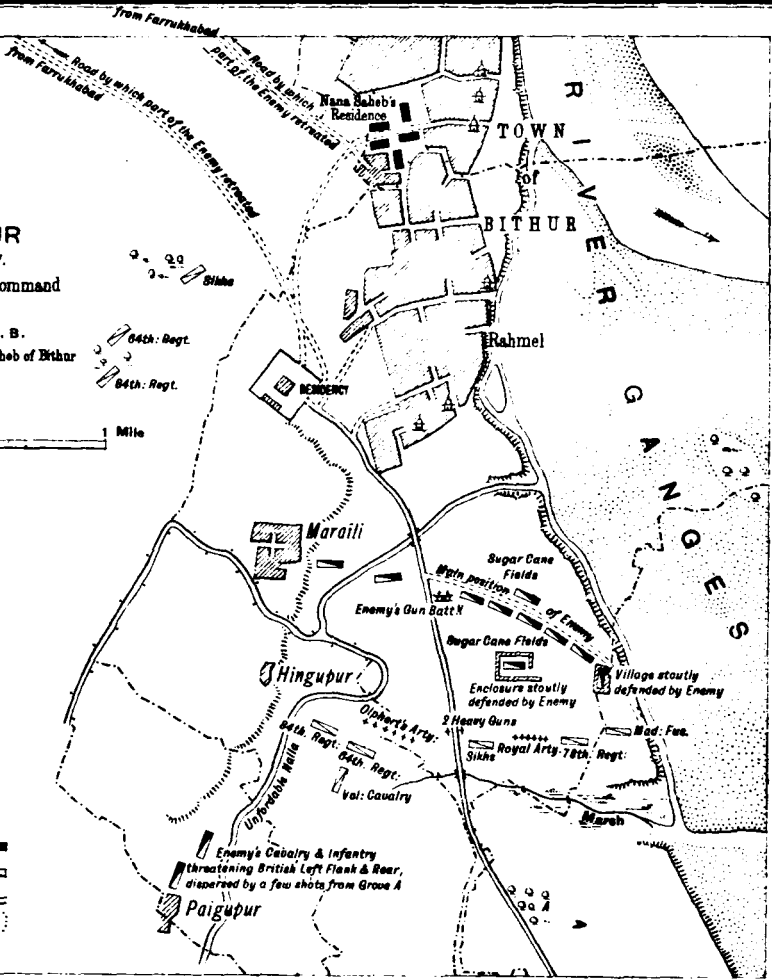 from Farrukhabad
Road by which
part of the Enemy retreated
from Farrukhabad
Road by which part of the Enemy retreated
Nana Saheb's
Residence
TOWN
of
BITHUR
RIVER
GANGES
UR
Y.
ommand
. B.
heb of Bithur
1 Mile
Sikhs
64th: Regt.
84th: Regt.
Rahmel
RESIDENCY
Maraili
Sugar Cane
Fields
Main position of Enemy
Enemy's Gun Batty
Sugar Cane Fields
Hingupur
Enclosure stoutly
defended by Enemy
Village stoutly
defended by Enemy
Olphert's Arty.
2 Heavy Guns
84th. Regt.
64th. Regt.
Sikhs
Royal Arty.
78th. Regt.
Mad: Fus.
Vol: Cavalry
Unfordable Nalla
Marsh
Enemy's Cavalry & Infantry
threatening British Left Flank & Rear,
dispersed by a few shots from Grove A
Paigupur
A
A